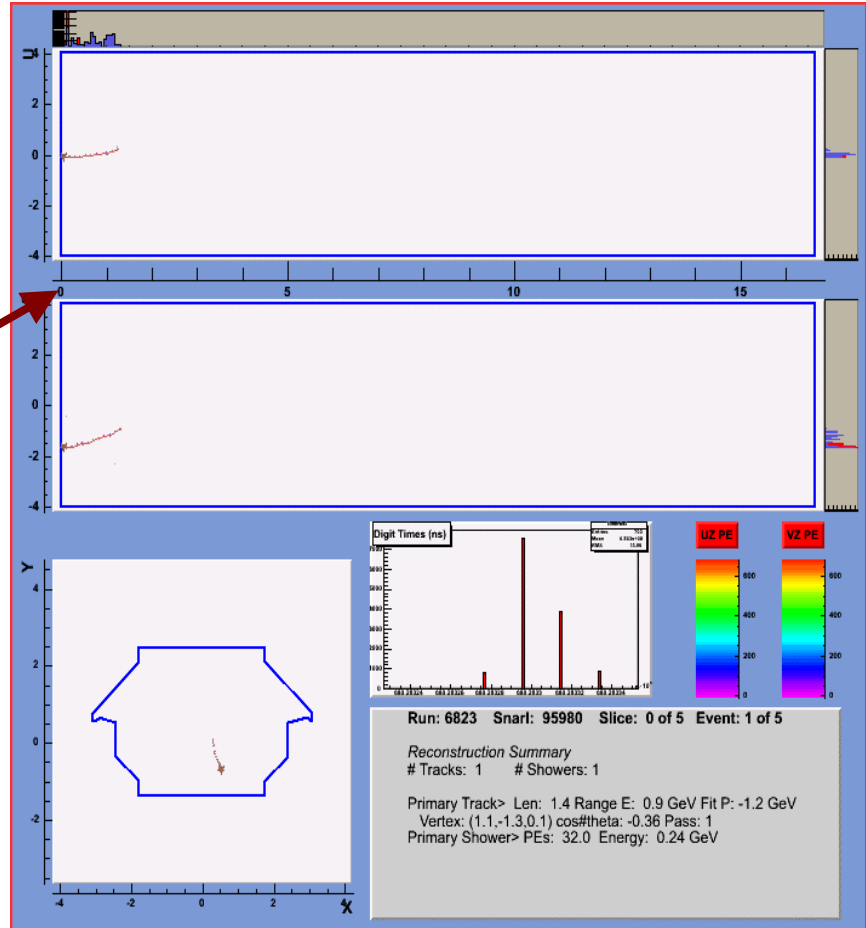 U
4
2
0
-2
-4
0 5 10 15
2
0
-2
-4
Digit Times (ns)
Entries
Mean
RMS
UZ PE VZ PE
600 600
400 400
200 200
0 0
Y
4
2
0
-2
-4 -2 0 2 4
X
Run: 6823 Snarl: 95980 Slice: 0 of 5 Event: 1 of 5
Reconstruction Summary
# Tracks: 1 # Showers: 1
Primary Track> Len: 1.4 Range E: 0.9 GeV Fit P: -1.2 GeV
Vertex: (1.1,-1.3,0.1) cos#theta: -0.36 Pass: 1
Primary Shower> PEs: 32.0 Energy: 0.24 GeV